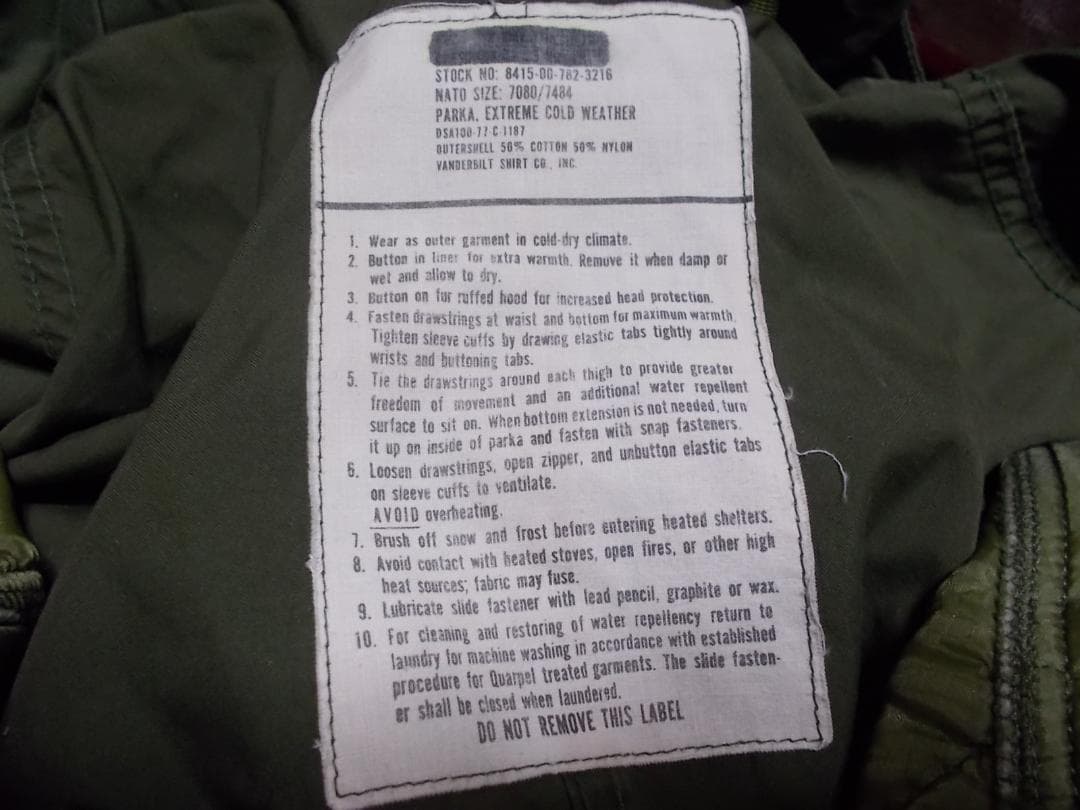 STOCK NO: 8415-00-782-3216
NATO SIZE: 7080/7484
PARKA, EXTREME COLD WEATHER
DSA100-77-C-1187
OUTERSHELL 50% COTTON 50% NYLON
VANDERBILT SHIRT CO., INC.
1. Wear as outer garment in cold-dry climate.
2. Button in liner for extra warmth. Remove it when damp or
wet and allow to dry.
3. Button on fur ruffed hood for increased head protection.
4. Fasten drawstrings at waist and bottom for maximum warmth.
Tighten sleeve cuffs by drawing elastic tabs tightly around
wrists and buttoning tabs.
5. Tie the drawstrings around each thigh to provide greater
freedom of movement and an additional water repellent
surface to sit on. When bottom extension is not needed, turn
it up on inside of parka and fasten with snap fasteners.
6. Loosen drawstrings, open zipper, and unbutton elastic tabs
on sleeve cuffs to ventilate.
AVOID overheating.
7. Brush off snow and frost before entering heated shelters.
8. Avoid contact with heated stoves, open fires, or other high
heat sources; fabric may fuse.
9. Lubricate slide fastener with lead pencil, graphite or wax.
10. For cleaning and restoring of water repellency return to
laundry for machine washing in accordance with established
procedure for Quarpel treated garments. The slide fasten-
er shall be closed when laundered.
DO NOT REMOVE THIS LABEL